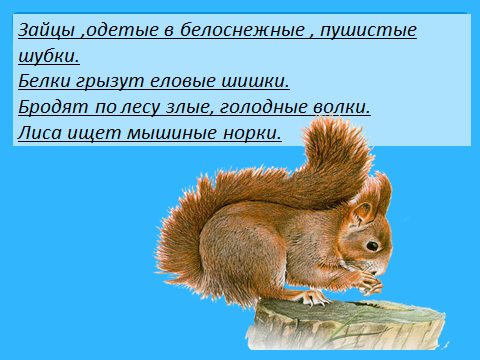 Зайцы ,одетые в белоснежные , пушистые
шубки.
Белки грызут еловые шишки.
Бродят по лесу злые, голодные волки.
Лиса ищет мышиные норки.